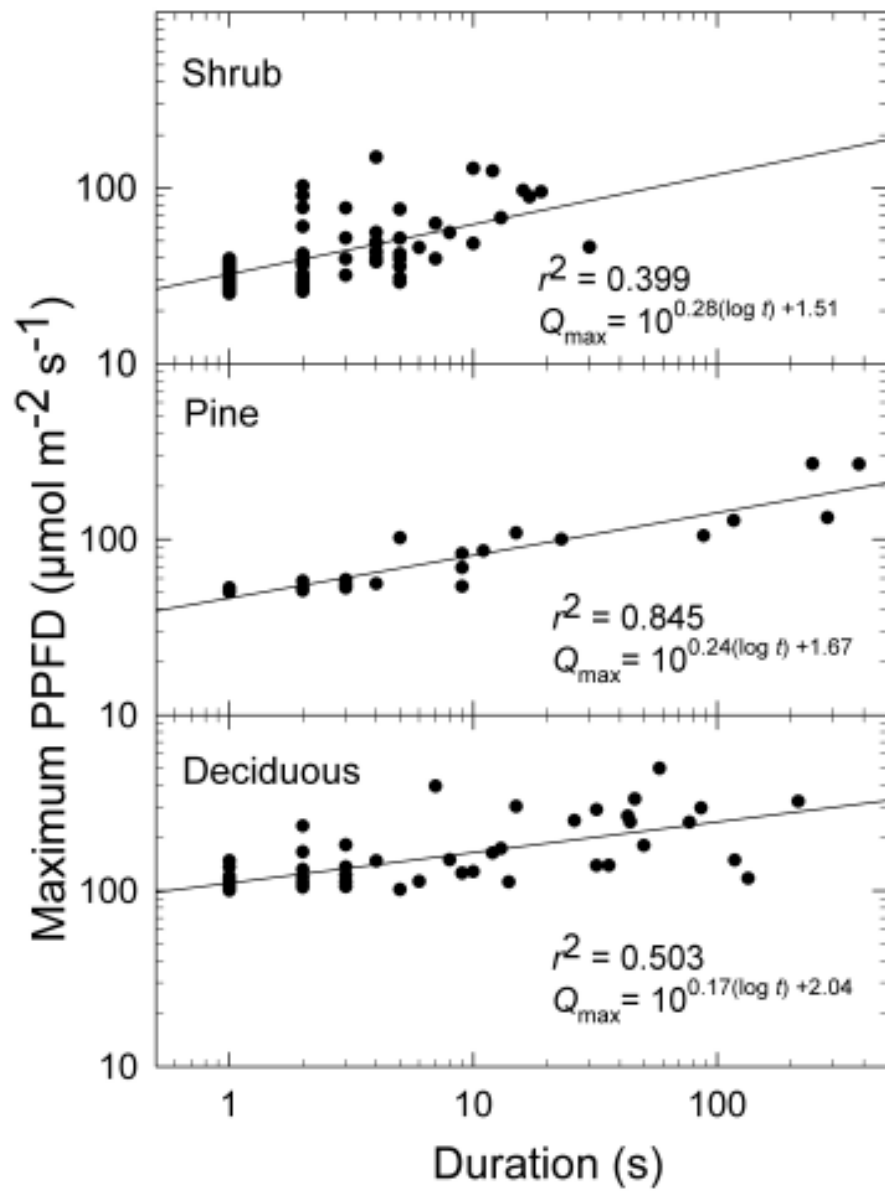 Maximum PPFD (µmol m⁻² s⁻¹)
Shrub
100
10
r² = 0.399
Qmax = 10^0.28(log t) +1.51
Pine
100
10
r² = 0.845
Qmax = 10^0.24(log t) +1.67
Deciduous
100
10
r² = 0.503
Qmax = 10^0.17(log t) +2.04
1 10 100
Duration (s)